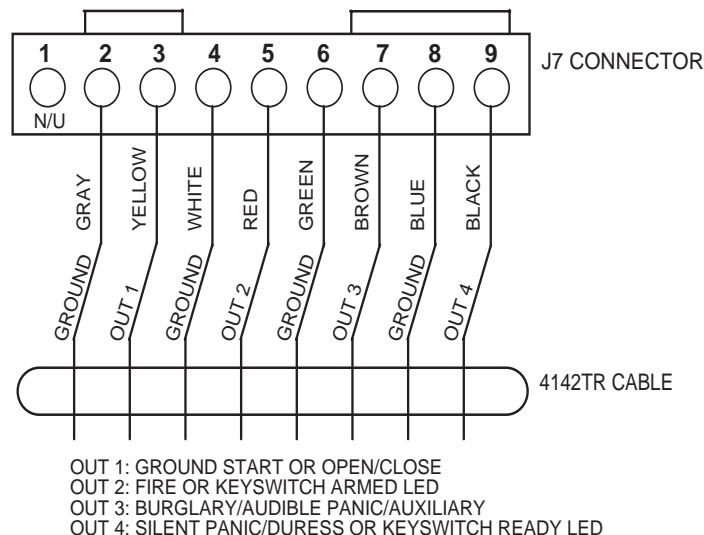 1 2 3 4 5 6 7 8 9
J7 CONNECTOR
N/U
GRAY YELLOW WHITE RED GREEN BROWN BLUE BLACK
GROUND OUT 1 GROUND OUT 2 GROUND OUT 3 GROUND OUT 4
4142TR CABLE
OUT 1: GROUND START OR OPEN/CLOSE
OUT 2: FIRE OR KEYSWITCH ARMED LED
OUT 3: BURGLARY/AUDIBLE PANIC/AUXILIARY
OUT 4: SILENT PANIC/DURESS OR KEYSWITCH READY LED